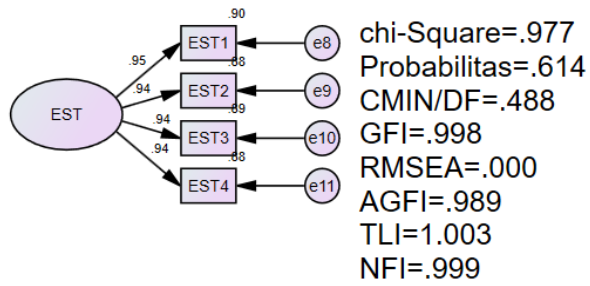 .90
EST1
e8
.95
.88
EST2
e9
.94
EST
.89
EST3
e10
.94
.88
EST4
e11
.94
chi-Square=.977
Probabilitas=.614
CMIN/DF=.488
GFI=.998
RMSEA=.000
AGFI=.989
TLI=1.003
NFI=.999